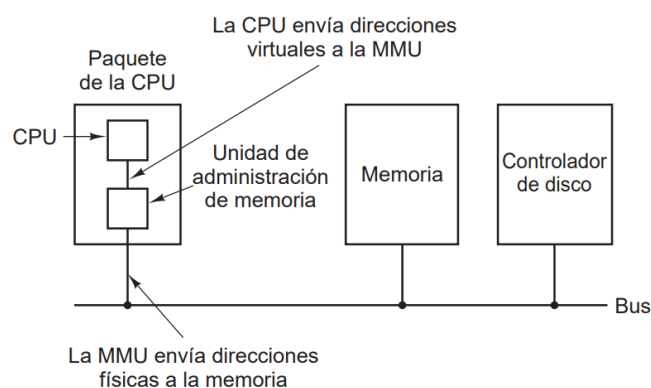 La CPU envía direcciones
virtuales a la MMU
Paquete
de la CPU
CPU
Unidad de
administración
de memoria
Memoria
Controlador
de disco
Bus
La MMU envía direcciones
físicas a la memoria